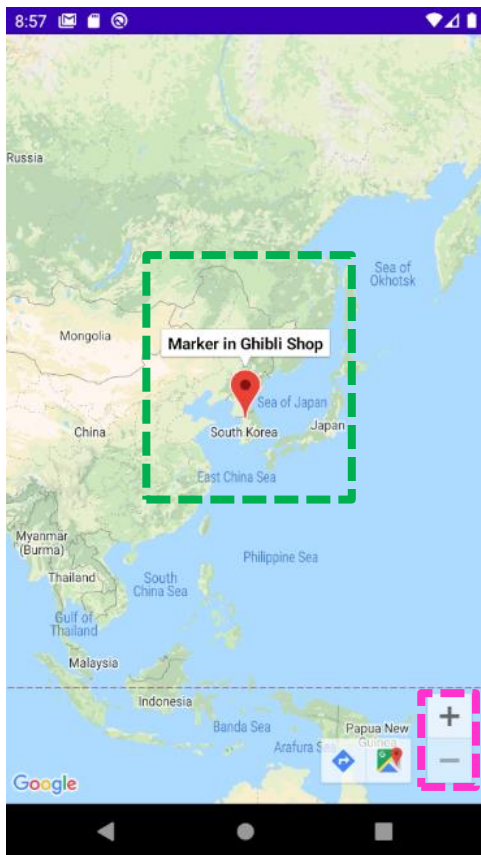 8:57
Russia
Sea of
Okhotsk
Mongolia
Marker in Ghibli Shop
Sea of Japan
China
South Korea
Japan
East China Sea
Myanmar
(Burma)
Philippine Sea
Thailand
South
China Sea
Gulf of
Thailand
Malaysia
Indonesia
Banda Sea
Papua New
Guinea
Arafura S
+
−
Google